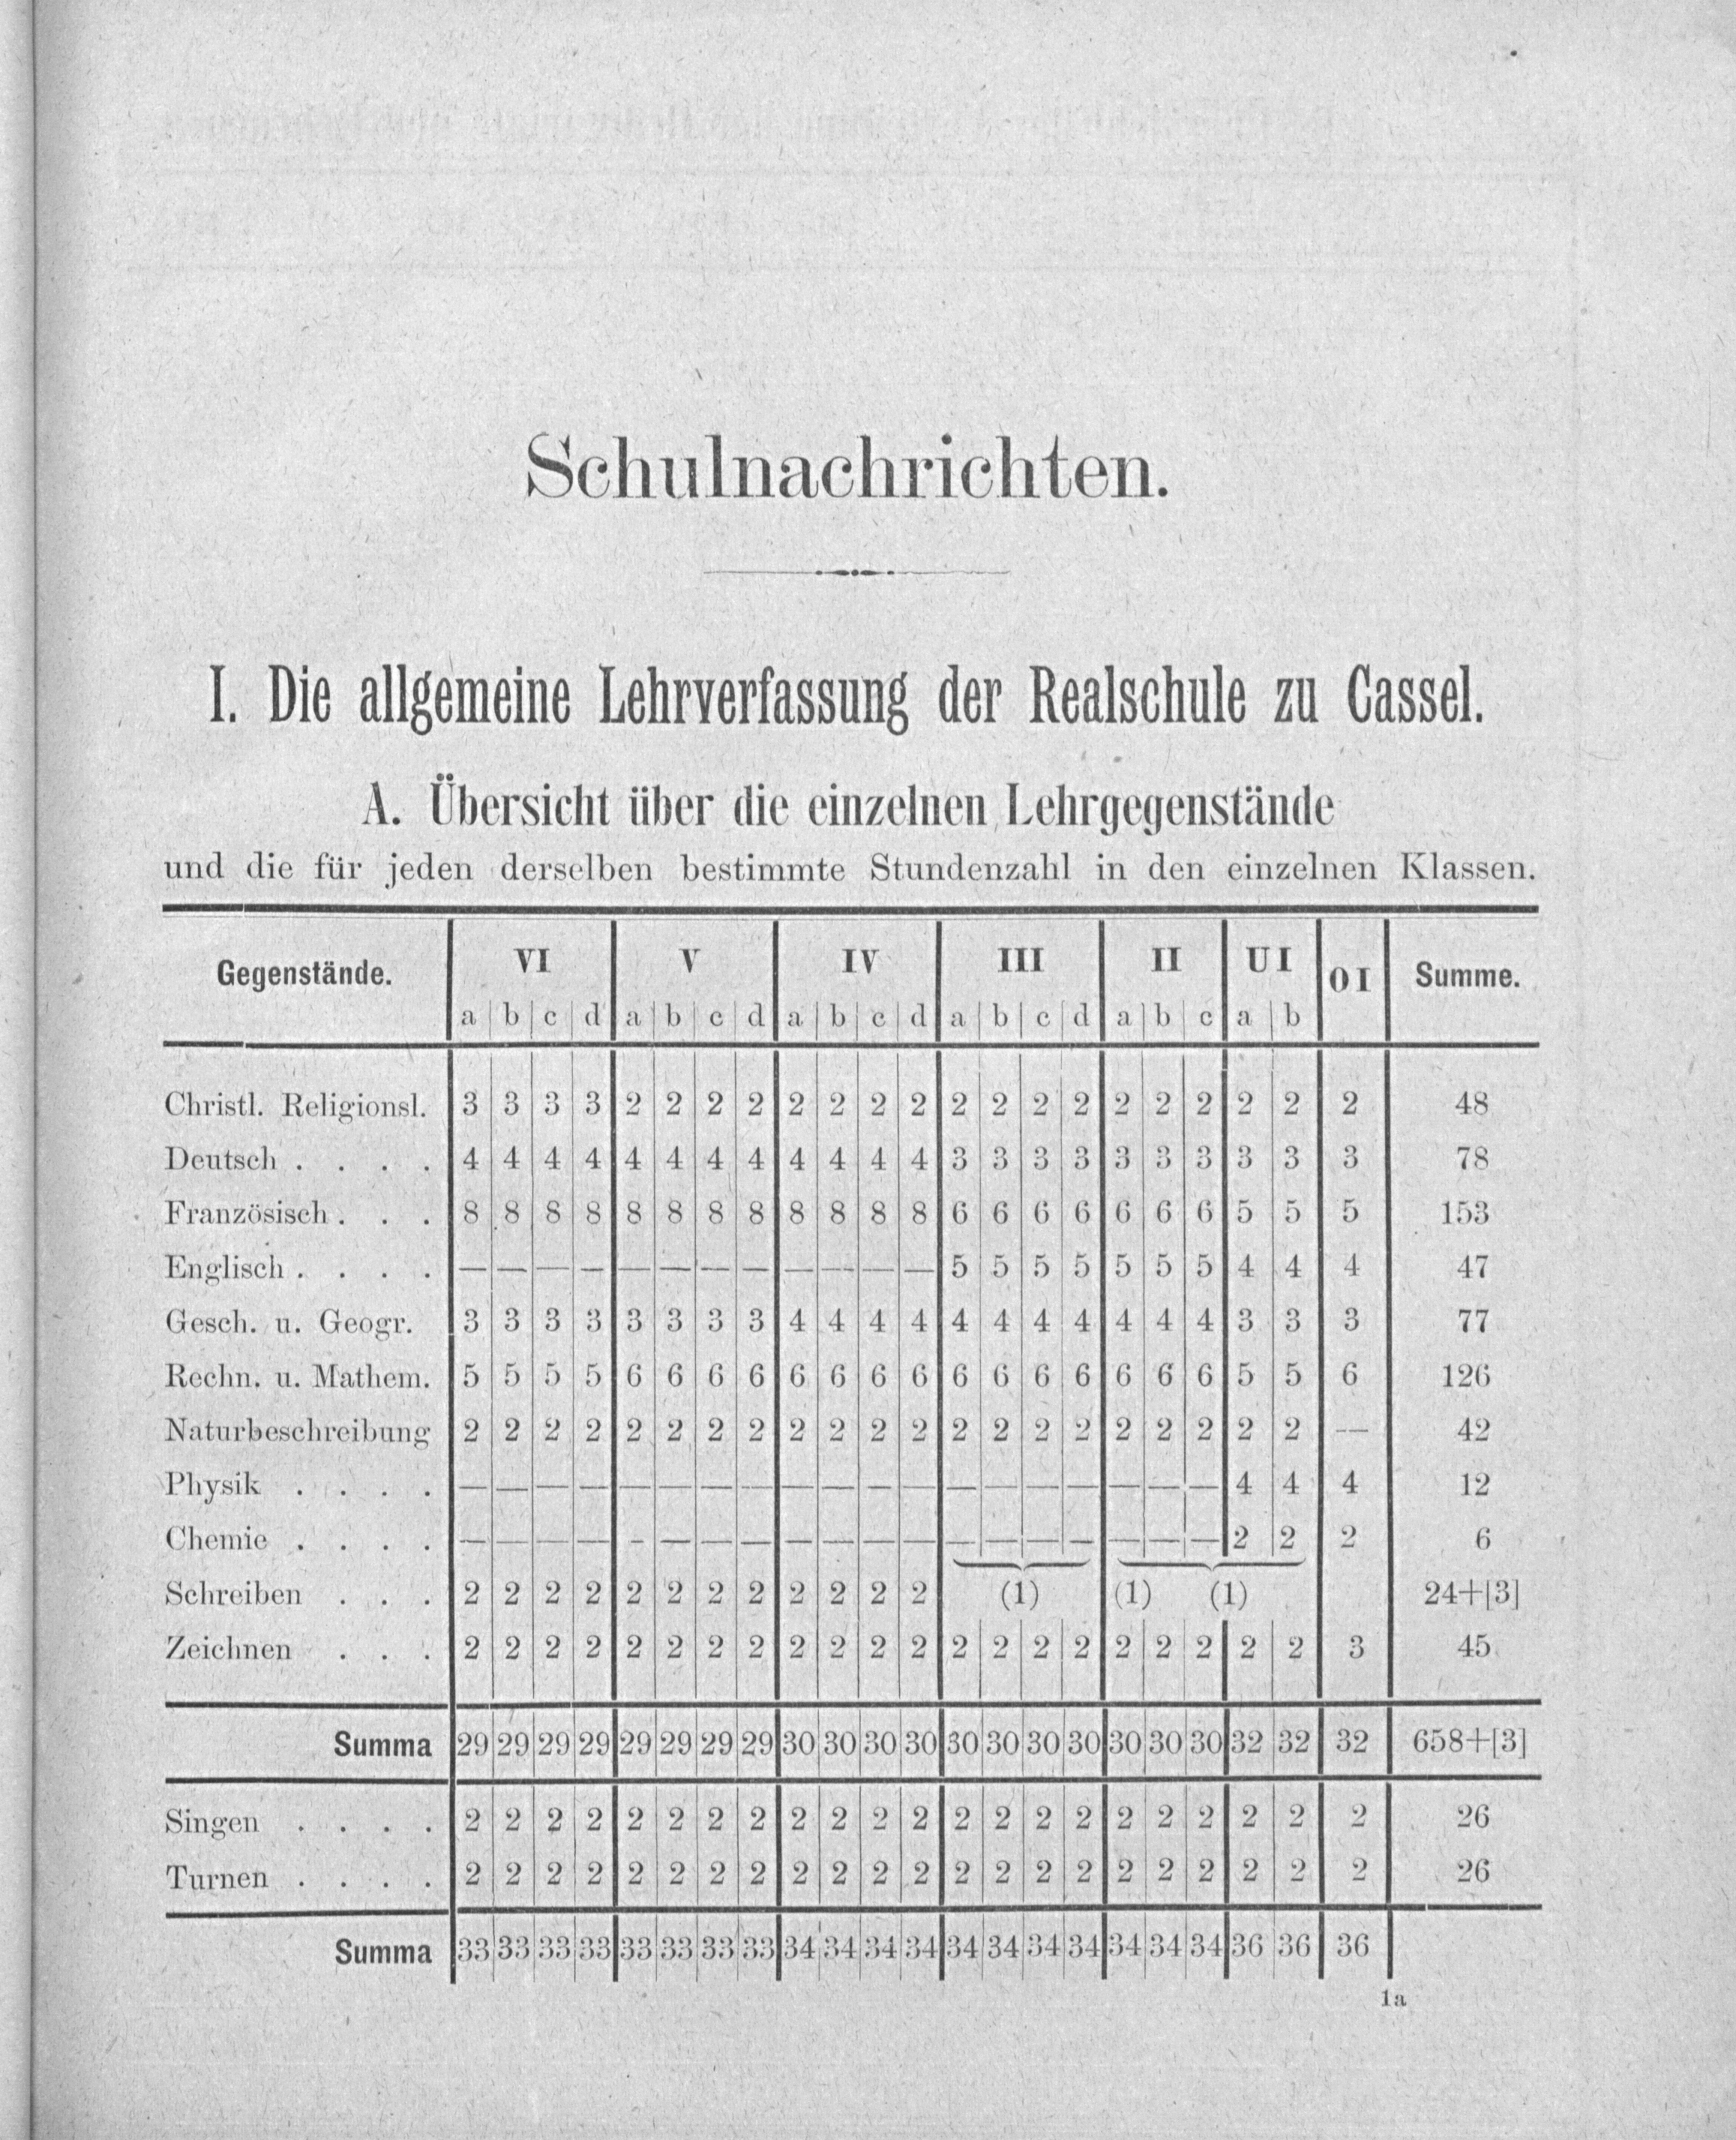 Schulnachrichten.
I. Die allgemeine Lehrverfassung der Realschule zu Cassel.
A. Übersicht über die einzelnen Lehrgegenstände
und die für jeden derselben bestimmte Stundenzahl in den einzelnen Klassen.
Gegenstände. VI V IV III II U I O I Summe.
a b c d a b c d a b c d a b c d a b c a b
Christl. Religionsl. 3 3 3 3 2 2 2 2 2 2 2 2 2 2 2 2 2 2 2 2 2 2 48
Deutsch . . . . 4 4 4 4 4 4 4 4 4 4 4 4 3 3 3 3 3 3 3 3 3 3 78
Französisch . . . 8 8 8 8 8 8 8 8 8 8 8 8 6 6 6 6 6 6 6 5 5 5 153
Englisch . . . . — — — — — — — — — — — — 5 5 5 5 5 5 5 4 4 4 47
Gesch. u. Geogr. 3 3 3 3 3 3 3 3 4 4 4 4 4 4 4 4 4 4 4 3 3 3 77
Rechn. u. Mathem. 5 5 5 5 6 6 6 6 6 6 6 6 6 6 6 6 6 6 6 5 5 6 126
Naturbeschreibung 2 2 2 2 2 2 2 2 2 2 2 2 2 2 2 2 2 2 2 2 2 — 42
Physik . . . . — — — — — — — — — — — — — — — — — — — 4 4 4 12
Chemie . . . . — — — — - — — — — — — — — — — — — — — 2 2 2 6
Schreiben . . . 2 2 2 2 2 2 2 2 2 2 2 2 (1) (1) (1) 24+[3]
Zeichnen . . . 2 2 2 2 2 2 2 2 2 2 2 2 2 2 2 2 2 2 2 2 2 3 45
Summa 29 29 29 29 29 29 29 29 30 30 30 30 30 30 30 30 30 30 30 32 32 32 658+[3]
Singen . . . . 2 2 2 2 2 2 2 2 2 2 2 2 2 2 2 2 2 2 2 2 2 2 26
Turnen . . . . 2 2 2 2 2 2 2 2 2 2 2 2 2 2 2 2 2 2 2 2 2 2 26
Summa 33 33 33 33 33 33 33 33 34 34 34 34 34 34 34 34 34 34 34 36 36 36
1a